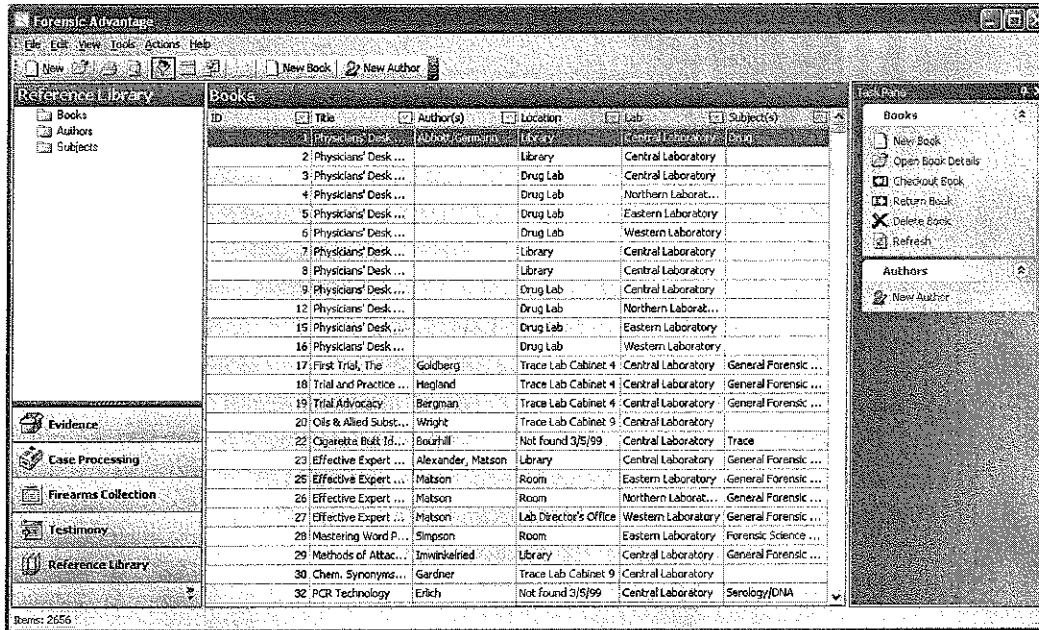 Forensic Advantage
File Edit View Tools Actions Help
New New Book New Author
Reference Library
Books
Authors
Subjects
Evidence
Case Processing
Firearms Collection
Testimony
Reference Library
Books
ID Title Author(s) Location Lab Subject(s)
1 Physicians' Desk ... Abbott/Germann Library Central Laboratory Drug
2 Physicians' Desk ... Library Central Laboratory
3 Physicians' Desk ... Drug Lab Central Laboratory
4 Physicians' Desk ... Drug Lab Northern Laborat...
5 Physicians' Desk ... Drug Lab Eastern Laboratory
6 Physicians' Desk ... Drug Lab Western Laboratory
7 Physicians' Desk ... Library Central Laboratory
8 Physicians' Desk ... Library Central Laboratory
9 Physicians' Desk ... Drug Lab Central Laboratory
12 Physicians' Desk ... Drug Lab Northern Laborat...
15 Physicians' Desk ... Drug Lab Eastern Laboratory
16 Physicians' Desk ... Drug Lab Western Laboratory
17 First Trial, The Goldberg Trace Lab Cabinet 4 Central Laboratory General Forensic ...
18 Trial and Practice ... Hegland Trace Lab Cabinet 4 Central Laboratory General Forensic ...
19 Trial Advocacy Bergman Trace Lab Cabinet 4 Central Laboratory General Forensic ...
20 Oils & Allied Subst... Wright Trace Lab Cabinet 9 Central Laboratory
22 Cigarette Butt Id... Bourhill Not found 3/5/99 Central Laboratory Trace
23 Effective Expert ... Alexander, Matson Library Central Laboratory General Forensic ...
25 Effective Expert ... Matson Room Eastern Laboratory General Forensic ...
26 Effective Expert ... Matson Room Northern Laborat... General Forensic ...
27 Effective Expert ... Matson Lab Director's Office Western Laboratory General Forensic ...
28 Mastering Word P... Simpson Room Eastern Laboratory Forensic Science ...
29 Methods of Attac... Imwinkelried Library Central Laboratory General Forensic ...
30 Chem. Synonyms... Gardner Trace Lab Cabinet 9 Central Laboratory
32 PCR Technology Erlich Not found 3/5/99 Central Laboratory Serology/DNA
Task Pane
Books
New Book
Open Book Details
Checkout Book
Return Book
Delete Book
Refresh
Authors
New Author
Items: 2656